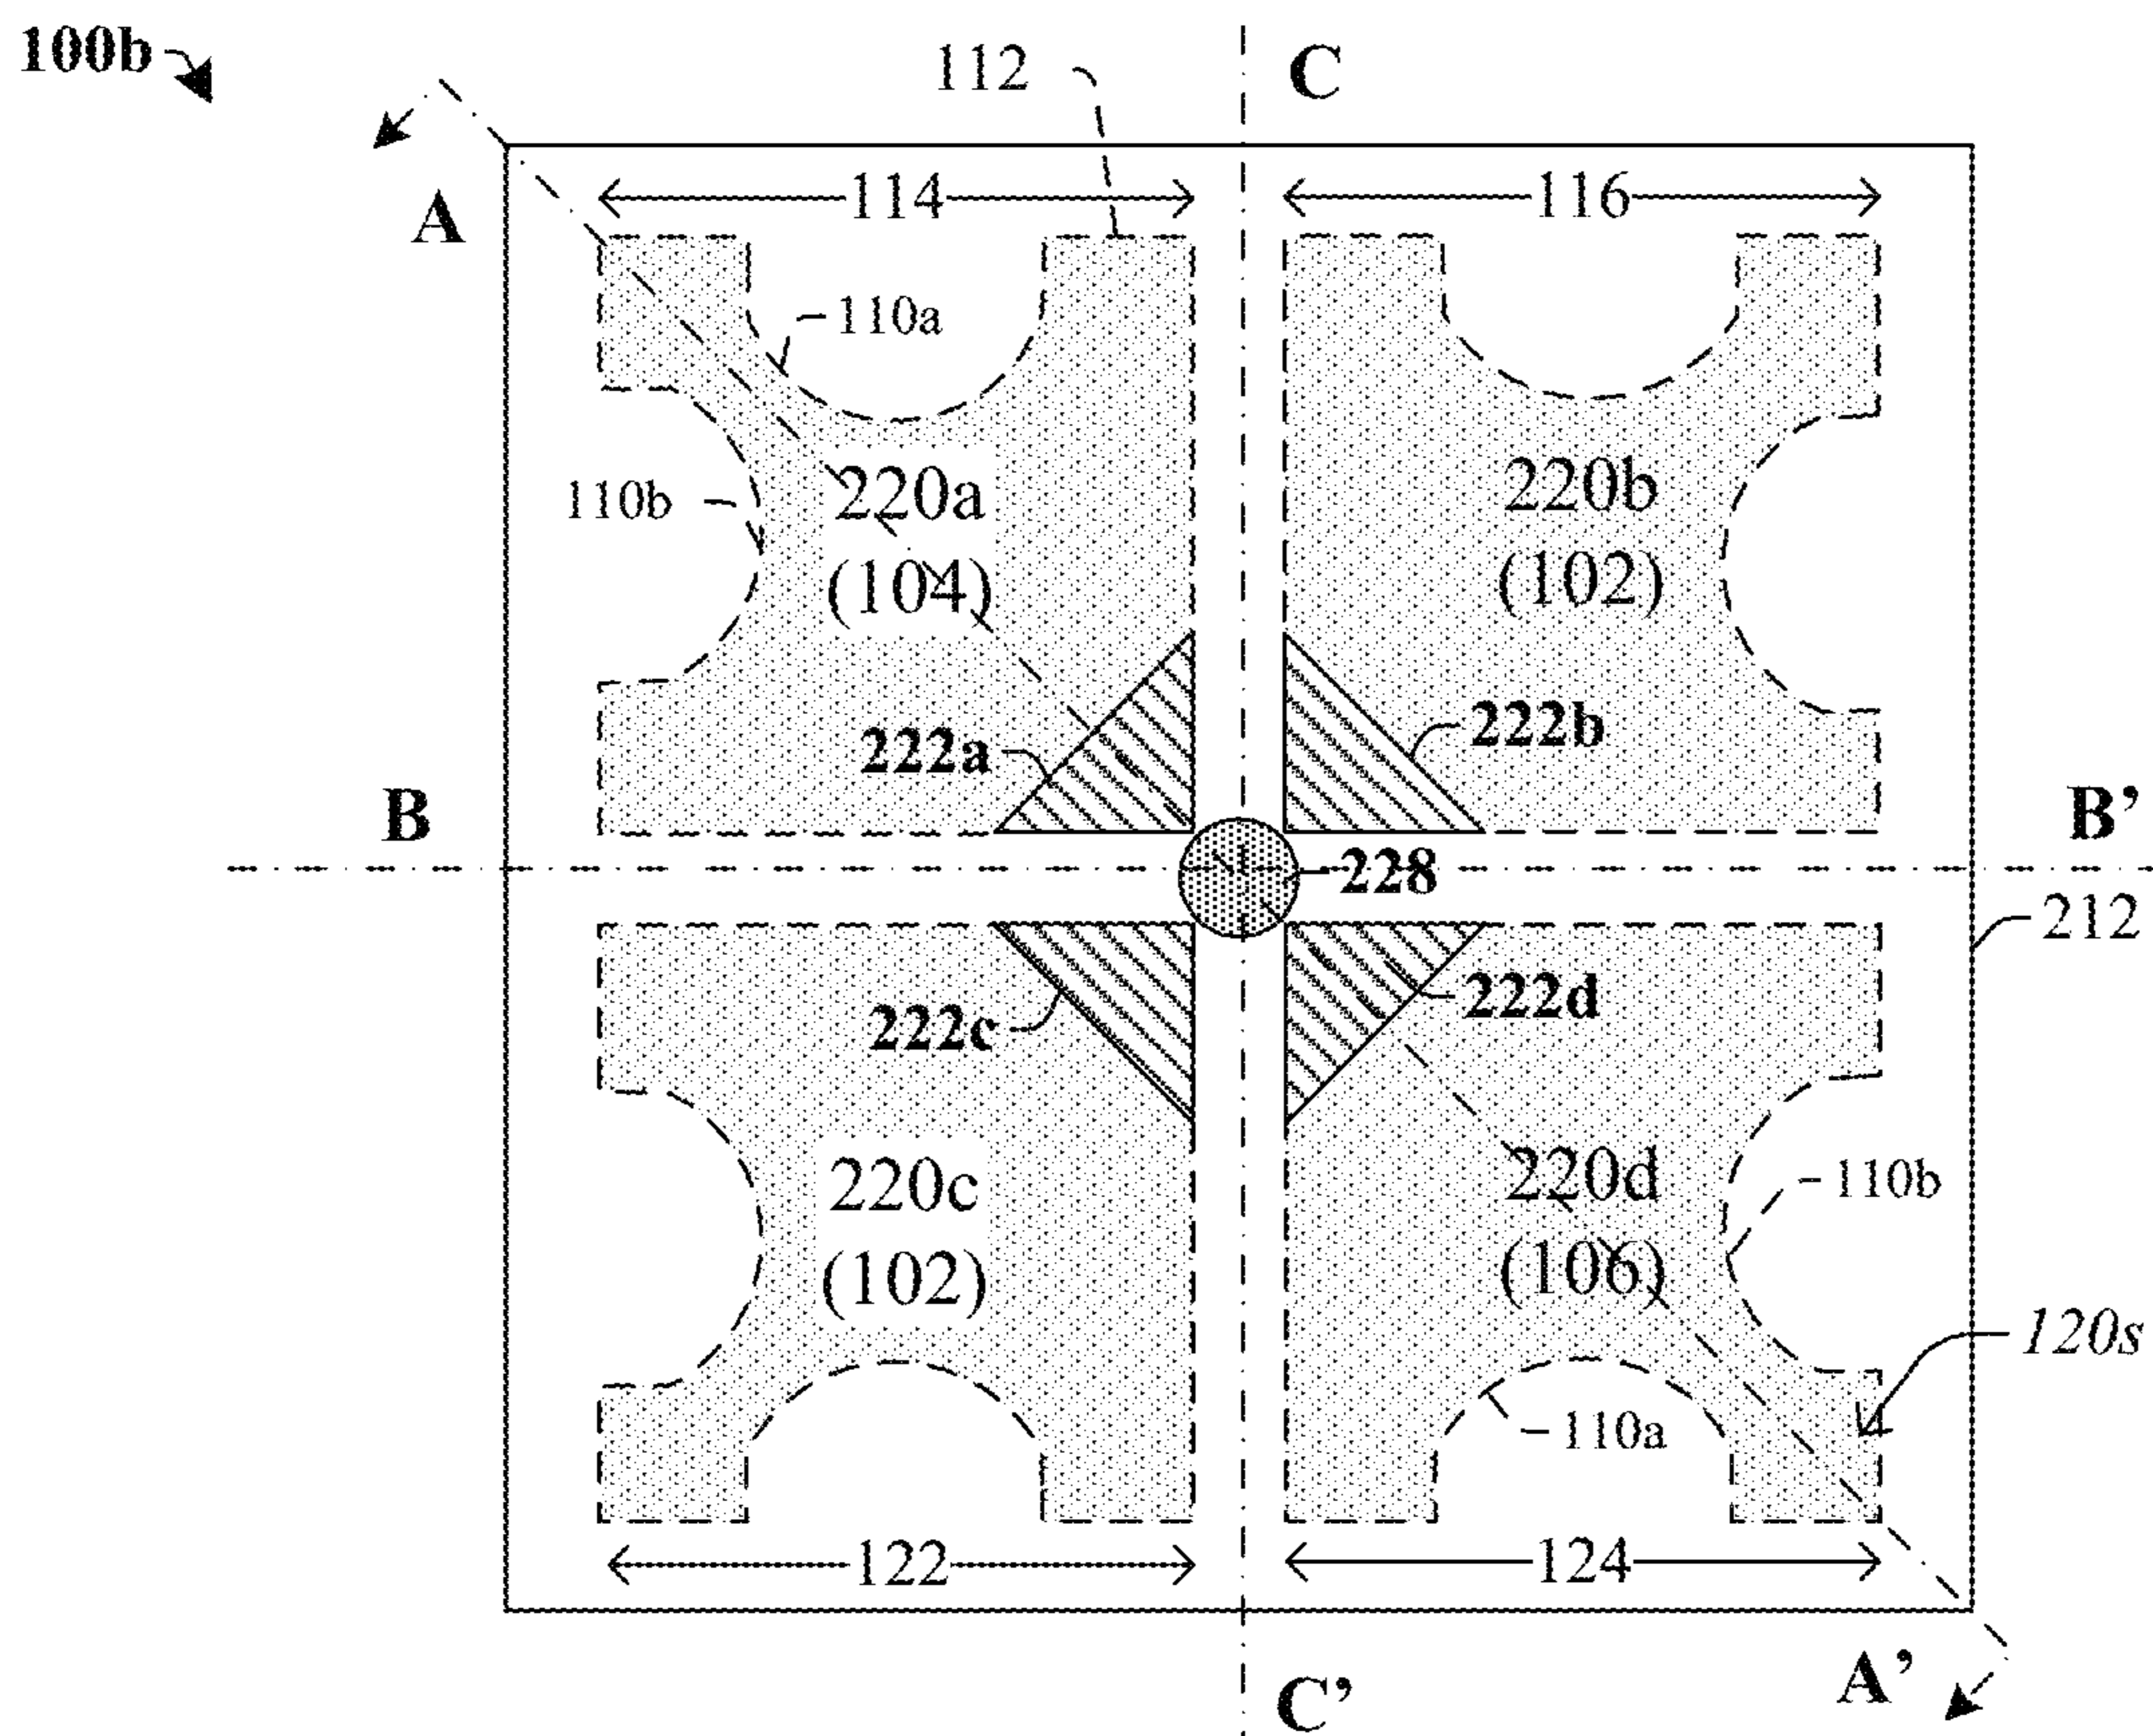 100b
112
C
A
114
116
110a
110b
220a
(104)
220b
(102)
222a
222b
B
B’
228
212
222c
222d
220c
(102)
220d
(106)
110b
120s
110a
122
124
A’
C’